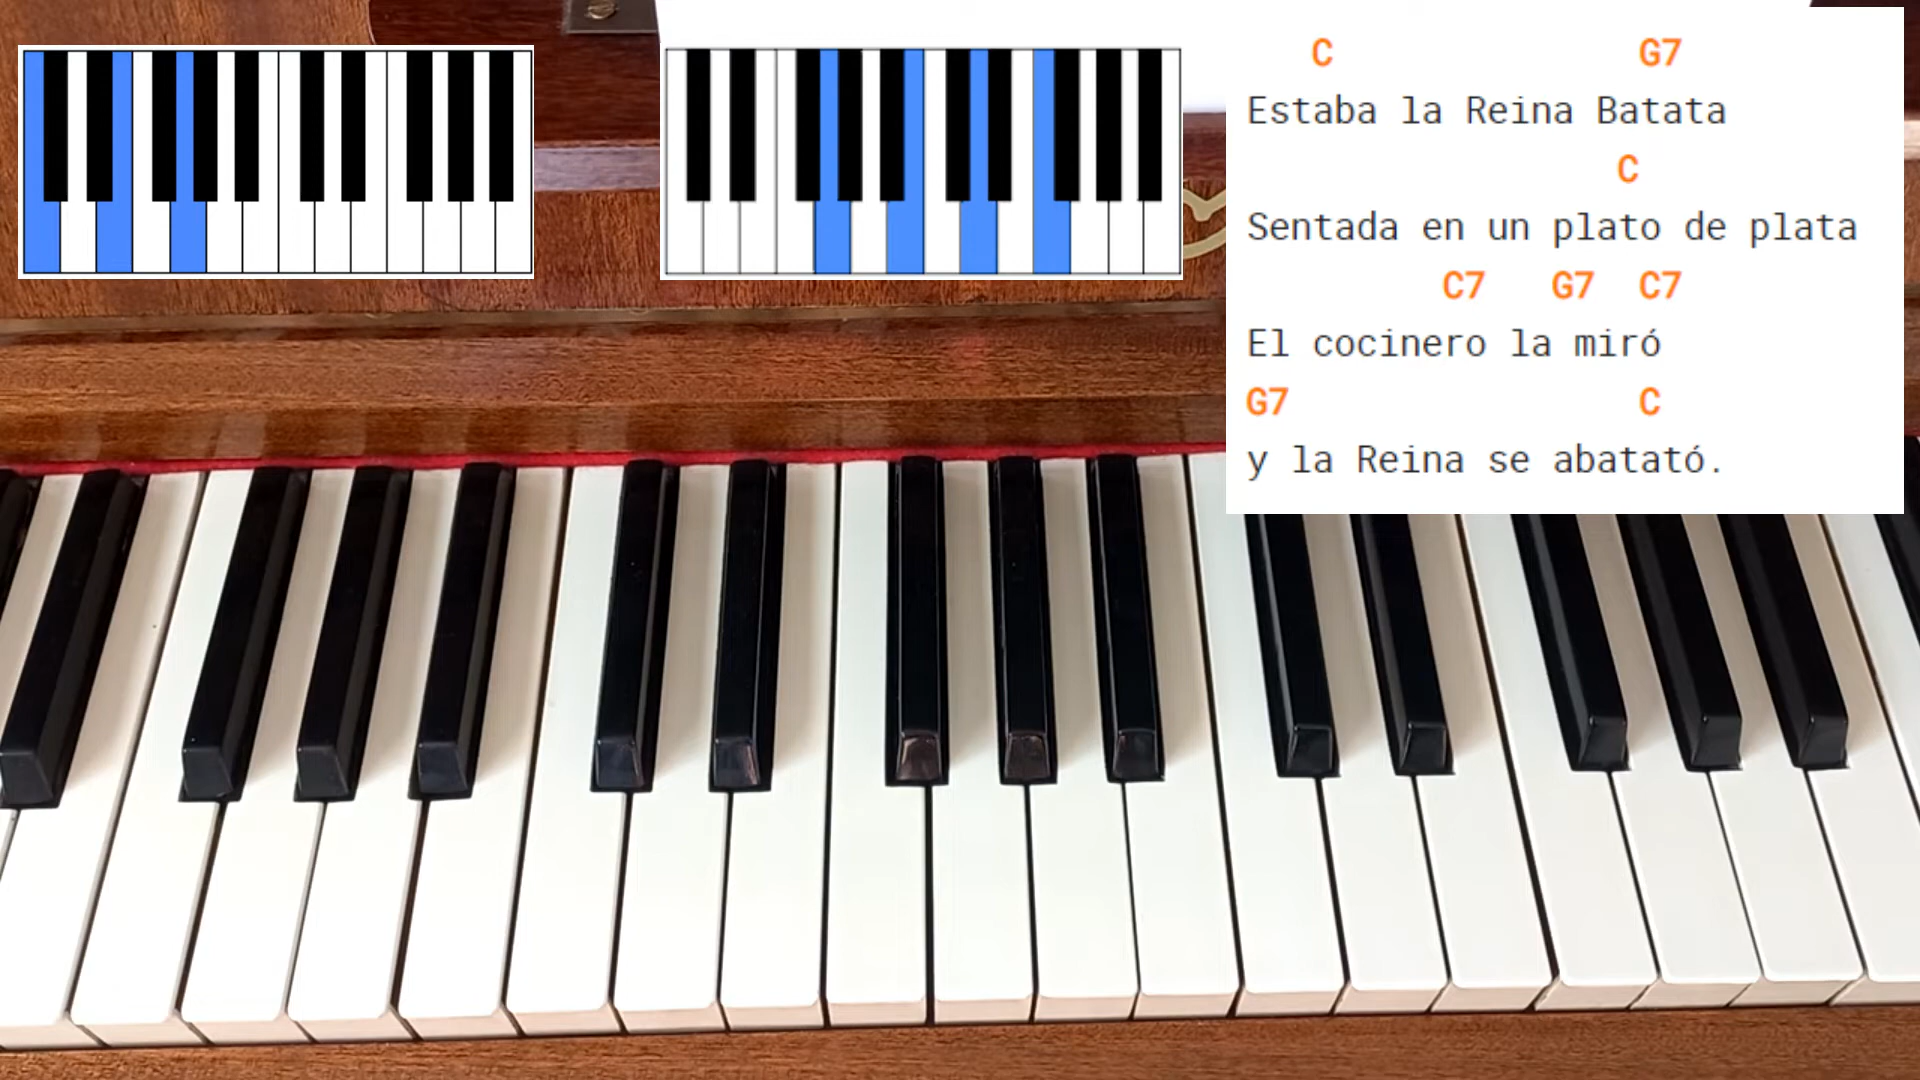 C G7
Estaba la Reina Batata
C
Sentada en un plato de plata
C7 G7 C7
El cocinero la miró
G7 C
y la Reina se abatató.